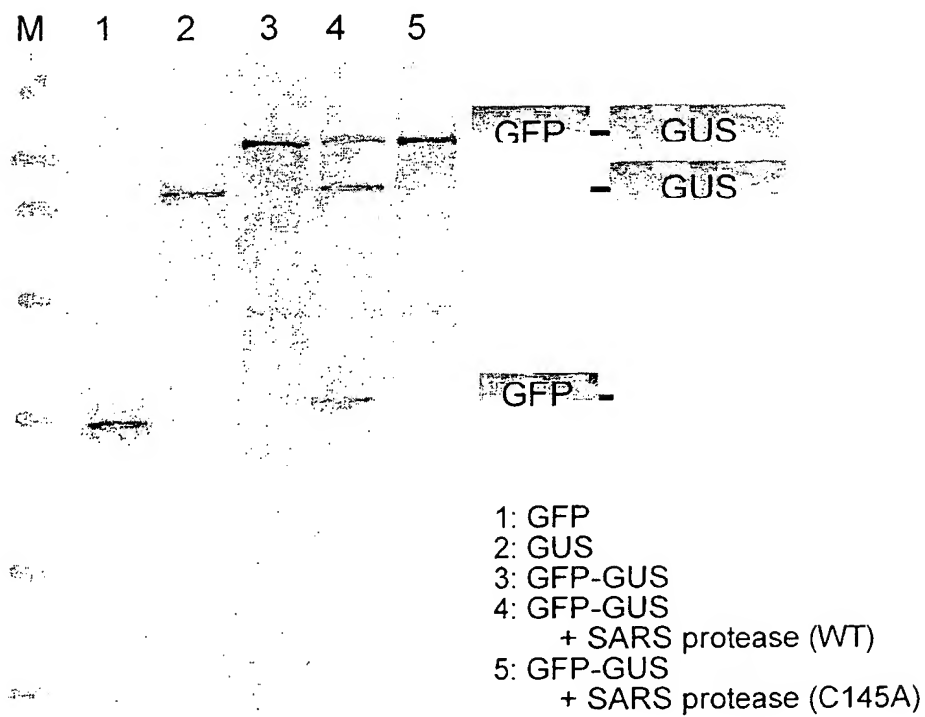 M 1 2 3 4 5
GFP - GUS
- GUS
GFP -
1: GFP
2: GUS
3: GFP-GUS
4: GFP-GUS
+ SARS protease (WT)
5: GFP-GUS
+ SARS protease (C145A)